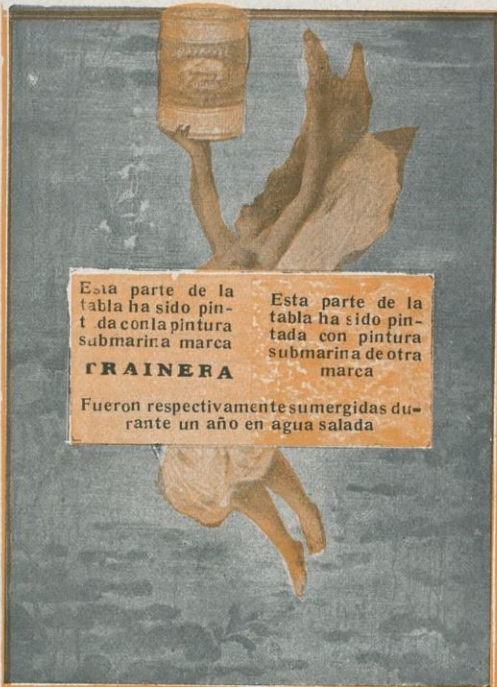 Esta parte de la
tabla ha sido pin-
t da con la pintura
submarina marca
TRAINERA
Esta parte de la
tabla ha sido pin-
tada con pintura
submarina de otra
marca
Fueron respectivamente sumergidas du-
rante un año en agua salada